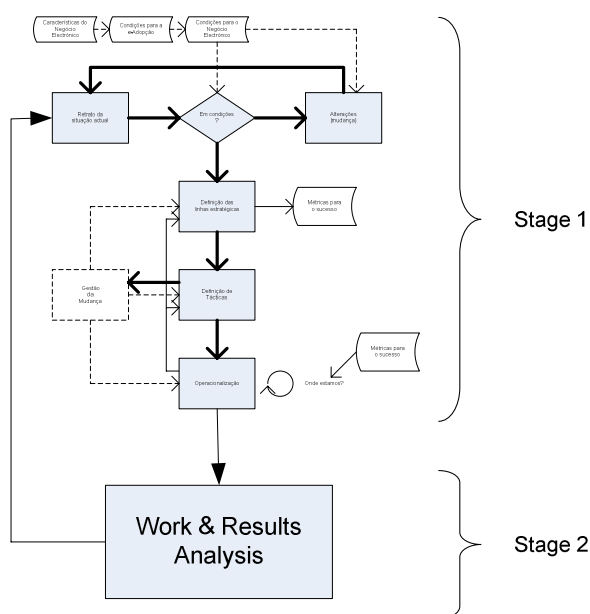 Características do
Negócio
Electrónico
Condições para a
e-Adopção
Condições para o
Negócio
Electrónico
Retrato da
situação actual
Em condições
?
Alterações
(mudança)
Definição das
linhas estratégicas
Métricas para
o sucesso
Stage 1
Gestão
da
Mudança
Definição de
Tácticas
Métricas para
o sucesso
Operacionalização
Onde estamos?
Work & Results
Analysis
Stage 2